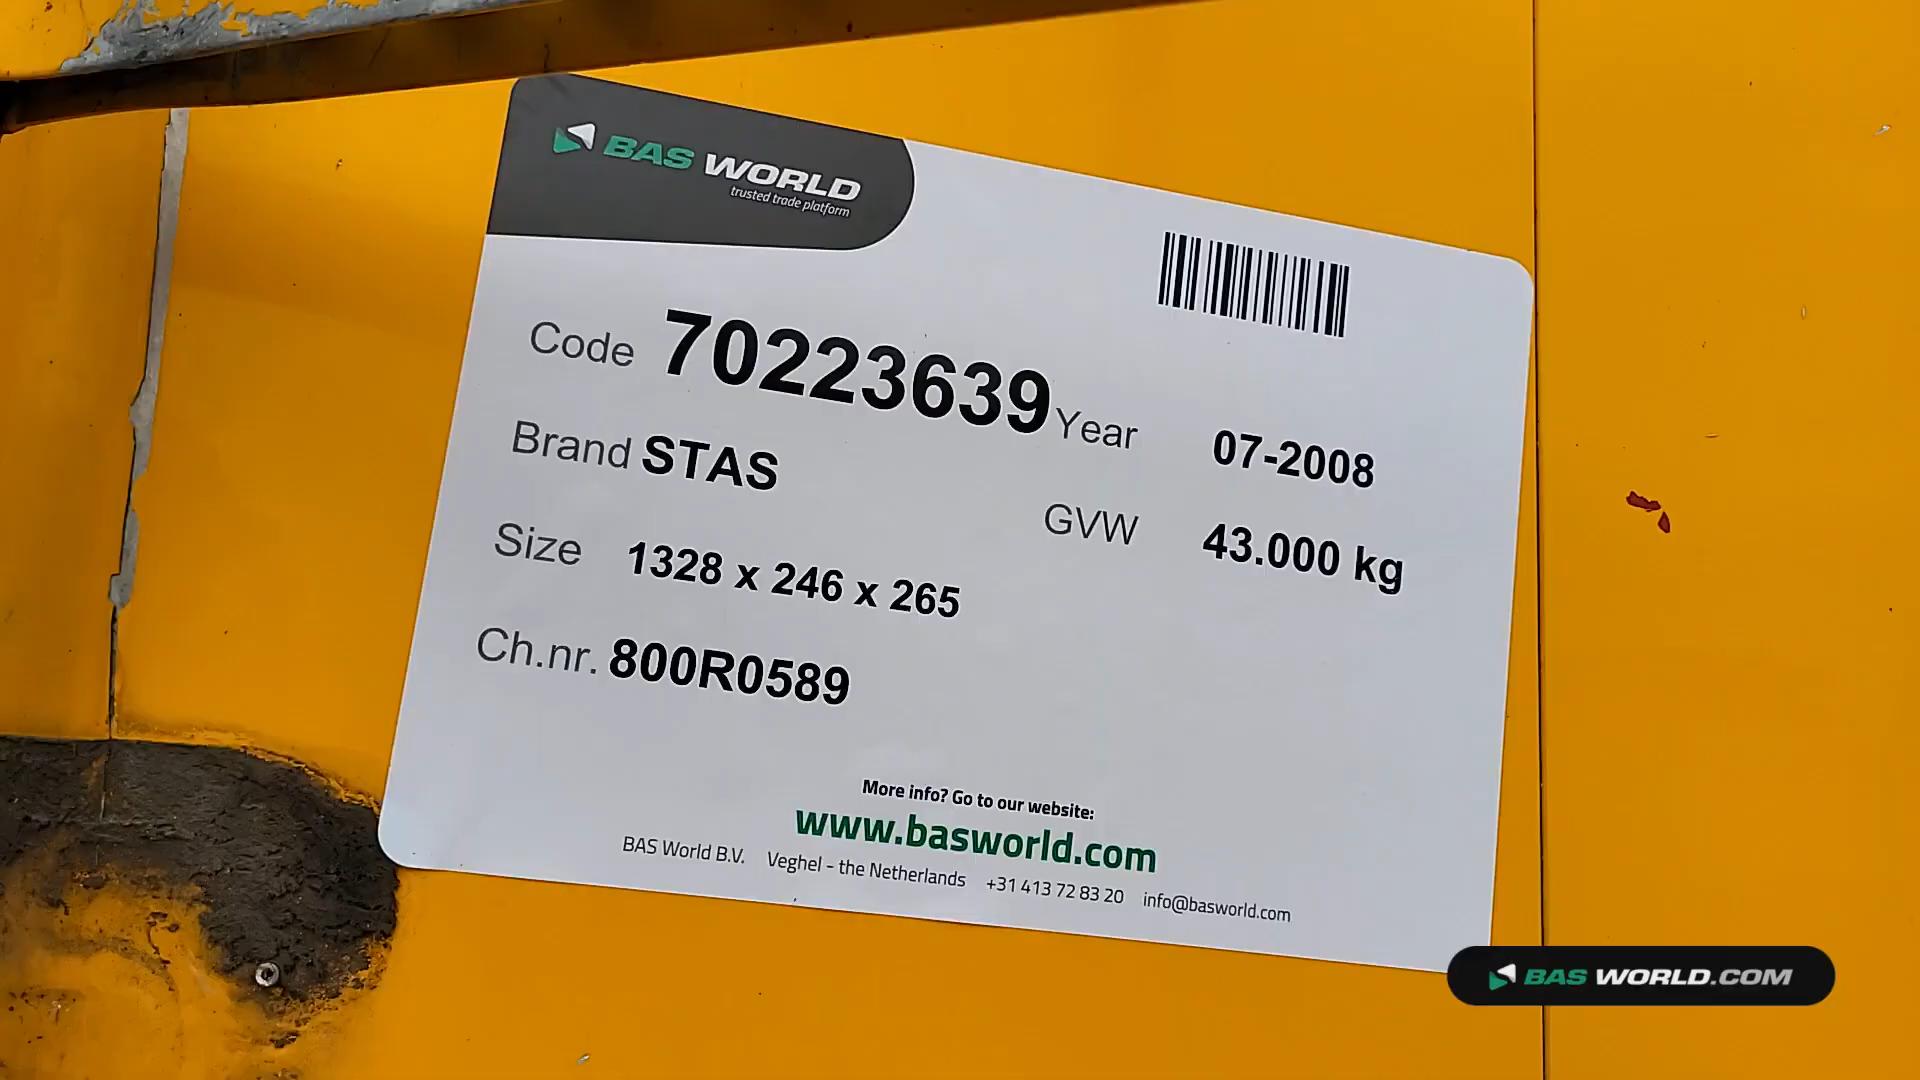 BAS WORLD
trusted trade platform
Code 70223639
Year 07-2008
Brand STAS
GVW 43.000 kg
Size 1328 x 246 x 265
Ch.nr. 800R0589
More info? Go to our website:
www.basworld.com
BAS World B.V. Veghel - the Netherlands +31 413 72 83 20 info@basworld.com
BAS WORLD.COM